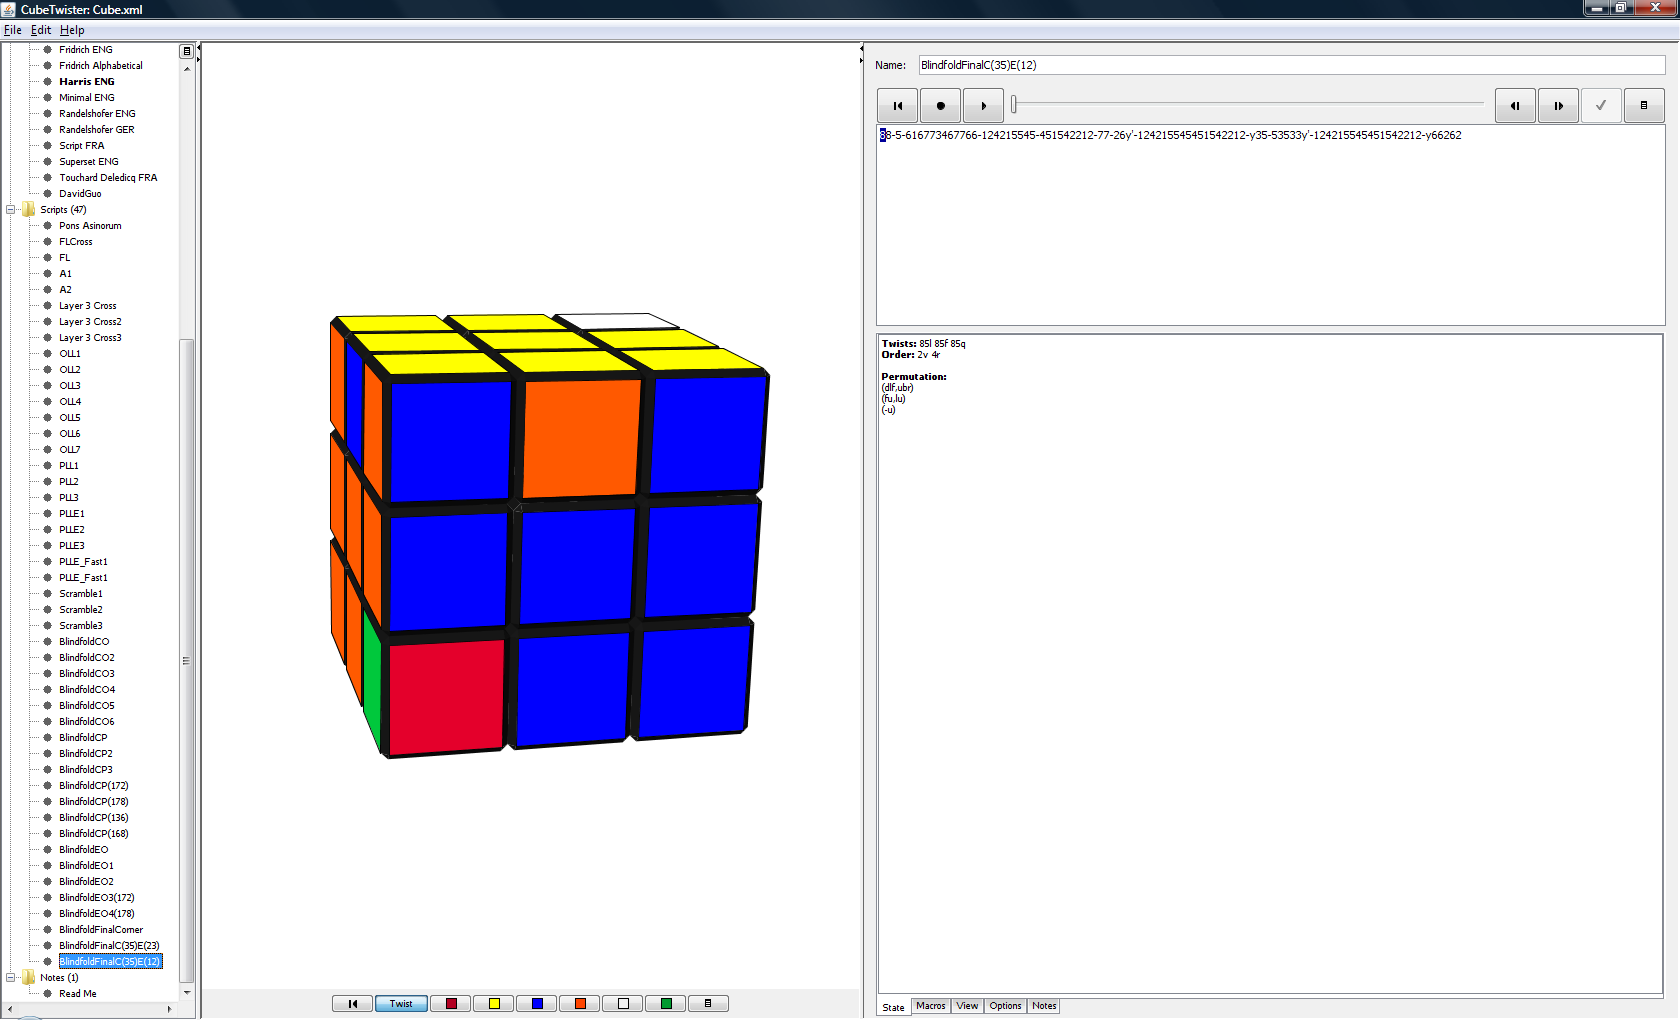 CubeTwister: Cube.xml
File Edit Help
Fridrich ENG
Fridrich Alphabetical
Harris ENG
Minimal ENG
Randelshofer ENG
Randelshofer GER
Script FRA
Superset ENG
Touchard Deledicq FRA
DavidGuo
Scripts (47)
Pons Asinorum
FLCross
FL
A1
A2
Layer 3 Cross
Layer 3 Cross2
Layer 3 Cross3
OLL1
OLL2
OLL3
OLL4
OLL5
OLL6
OLL7
PLL1
PLL2
PLL3
PLLE1
PLLE2
PLLE3
PLLE_Fast1
PLLE_Fast1
Scramble1
Scramble2
Scramble3
BlindfoldCO
BlindfoldCO2
BlindfoldCO3
BlindfoldCO4
BlindfoldCO5
BlindfoldCO6
BlindfoldCP
BlindfoldCP2
BlindfoldCP3
BlindfoldCP(172)
BlindfoldCP(178)
BlindfoldCP(136)
BlindfoldCP(168)
BlindfoldEO
BlindfoldEO1
BlindfoldEO2
BlindfoldEO3(172)
BlindfoldEO4(178)
BlindfoldFinalCorner
BlindfoldFinalC(35)E(23)
BlindfoldFinalC(35)E(12)
Notes (1)
Read Me
Twist
Name: BlindfoldFinalC(35)E(12)
88-5-616773467766-124215545-451542212-77-26y'-124215545451542212-y35-53533y'-124215545451542212-y66262
Twists: 85l 85f 85q
Order: 2v 4r
Permutation:
(dlf,ubr)
(fu,lu)
(-u)
State Macros View Options Notes